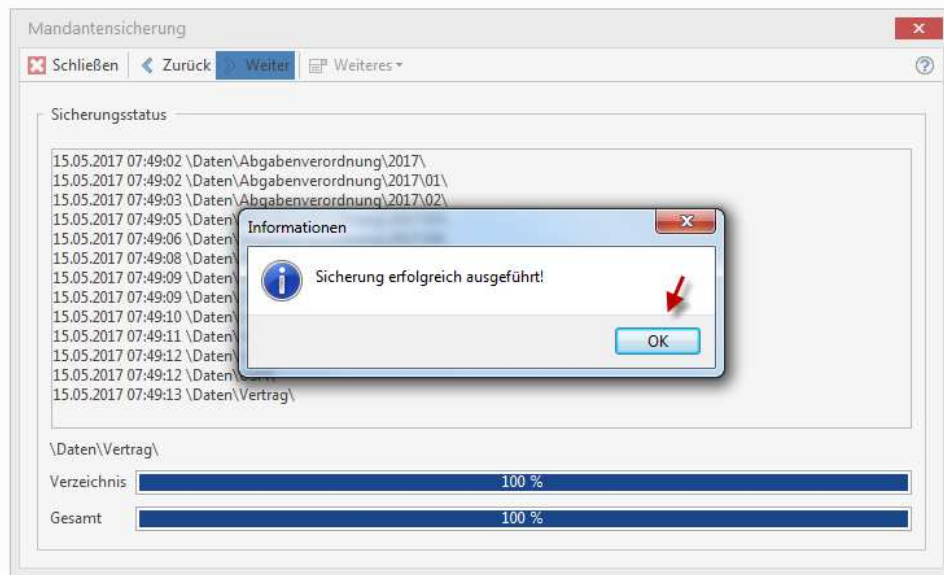 Mandantensicherung
Schließen Zurück Weiter Weiteres
Sicherungsstatus
15.05.2017 07:49:02 \Daten\Abgabenverordnung\2017\
15.05.2017 07:49:02 \Daten\Abgabenverordnung\2017\01\
15.05.2017 07:49:03 \Daten\Abgabenverordnung\2017\02\
15.05.2017 07:49:05 \Daten\
15.05.2017 07:49:06 \Daten\
15.05.2017 07:49:08 \Daten\
15.05.2017 07:49:09 \Daten\
15.05.2017 07:49:09 \Daten\
15.05.2017 07:49:10 \Daten\
15.05.2017 07:49:11 \Daten\
15.05.2017 07:49:12 \Daten\
15.05.2017 07:49:12 \Daten\
15.05.2017 07:49:13 \Daten\Vertrag\
Informationen
Sicherung erfolgreich ausgeführt!
OK
\Daten\Vertrag\
Verzeichnis 100 %
Gesamt 100 %